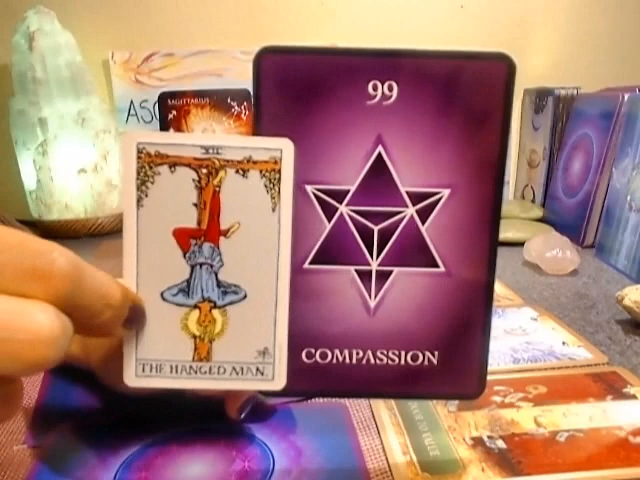 99
ASC
SAGITTARIUS
XII
THE HANGED MAN.
COMPASSION